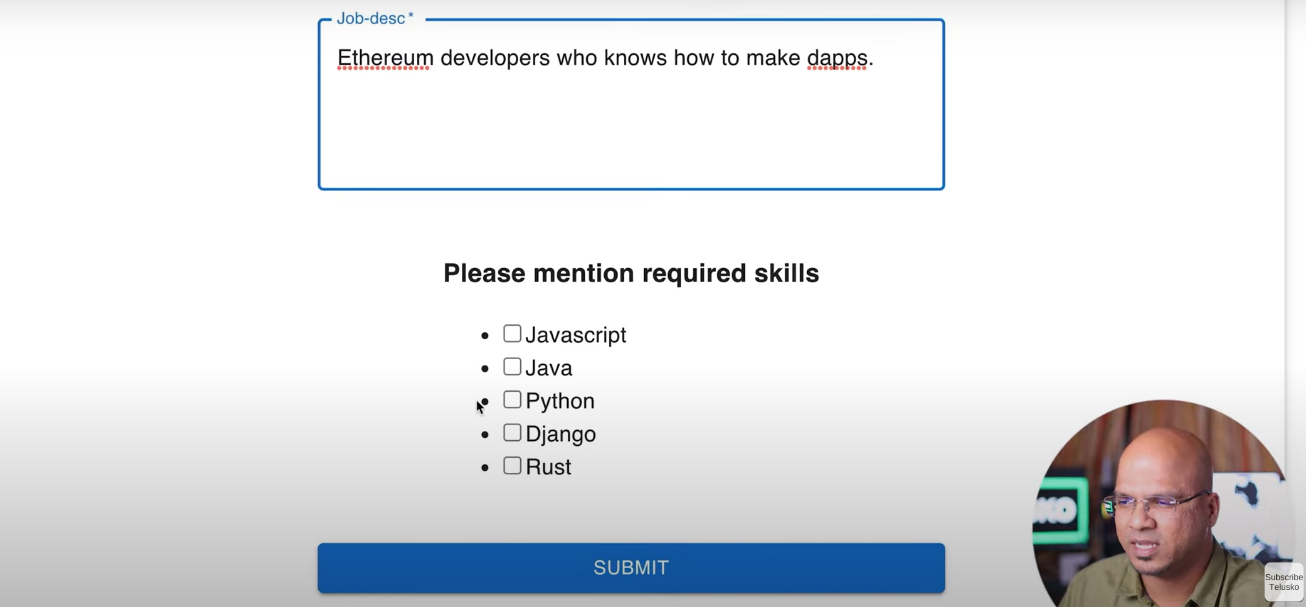 Job-desc *
Ethereum developers who knows how to make dapps.
Please mention required skills
Javascript
Java
Python
Django
Rust
SUBMIT
Subscribe
Telusko